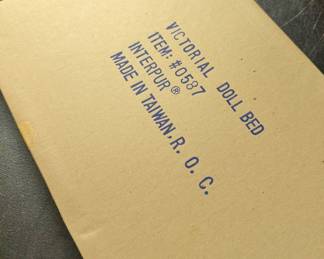 VICTORIAL DOLL BED
ITEM: #0587
INTERPUR®
MADE IN TAIWAN, R. O. C.